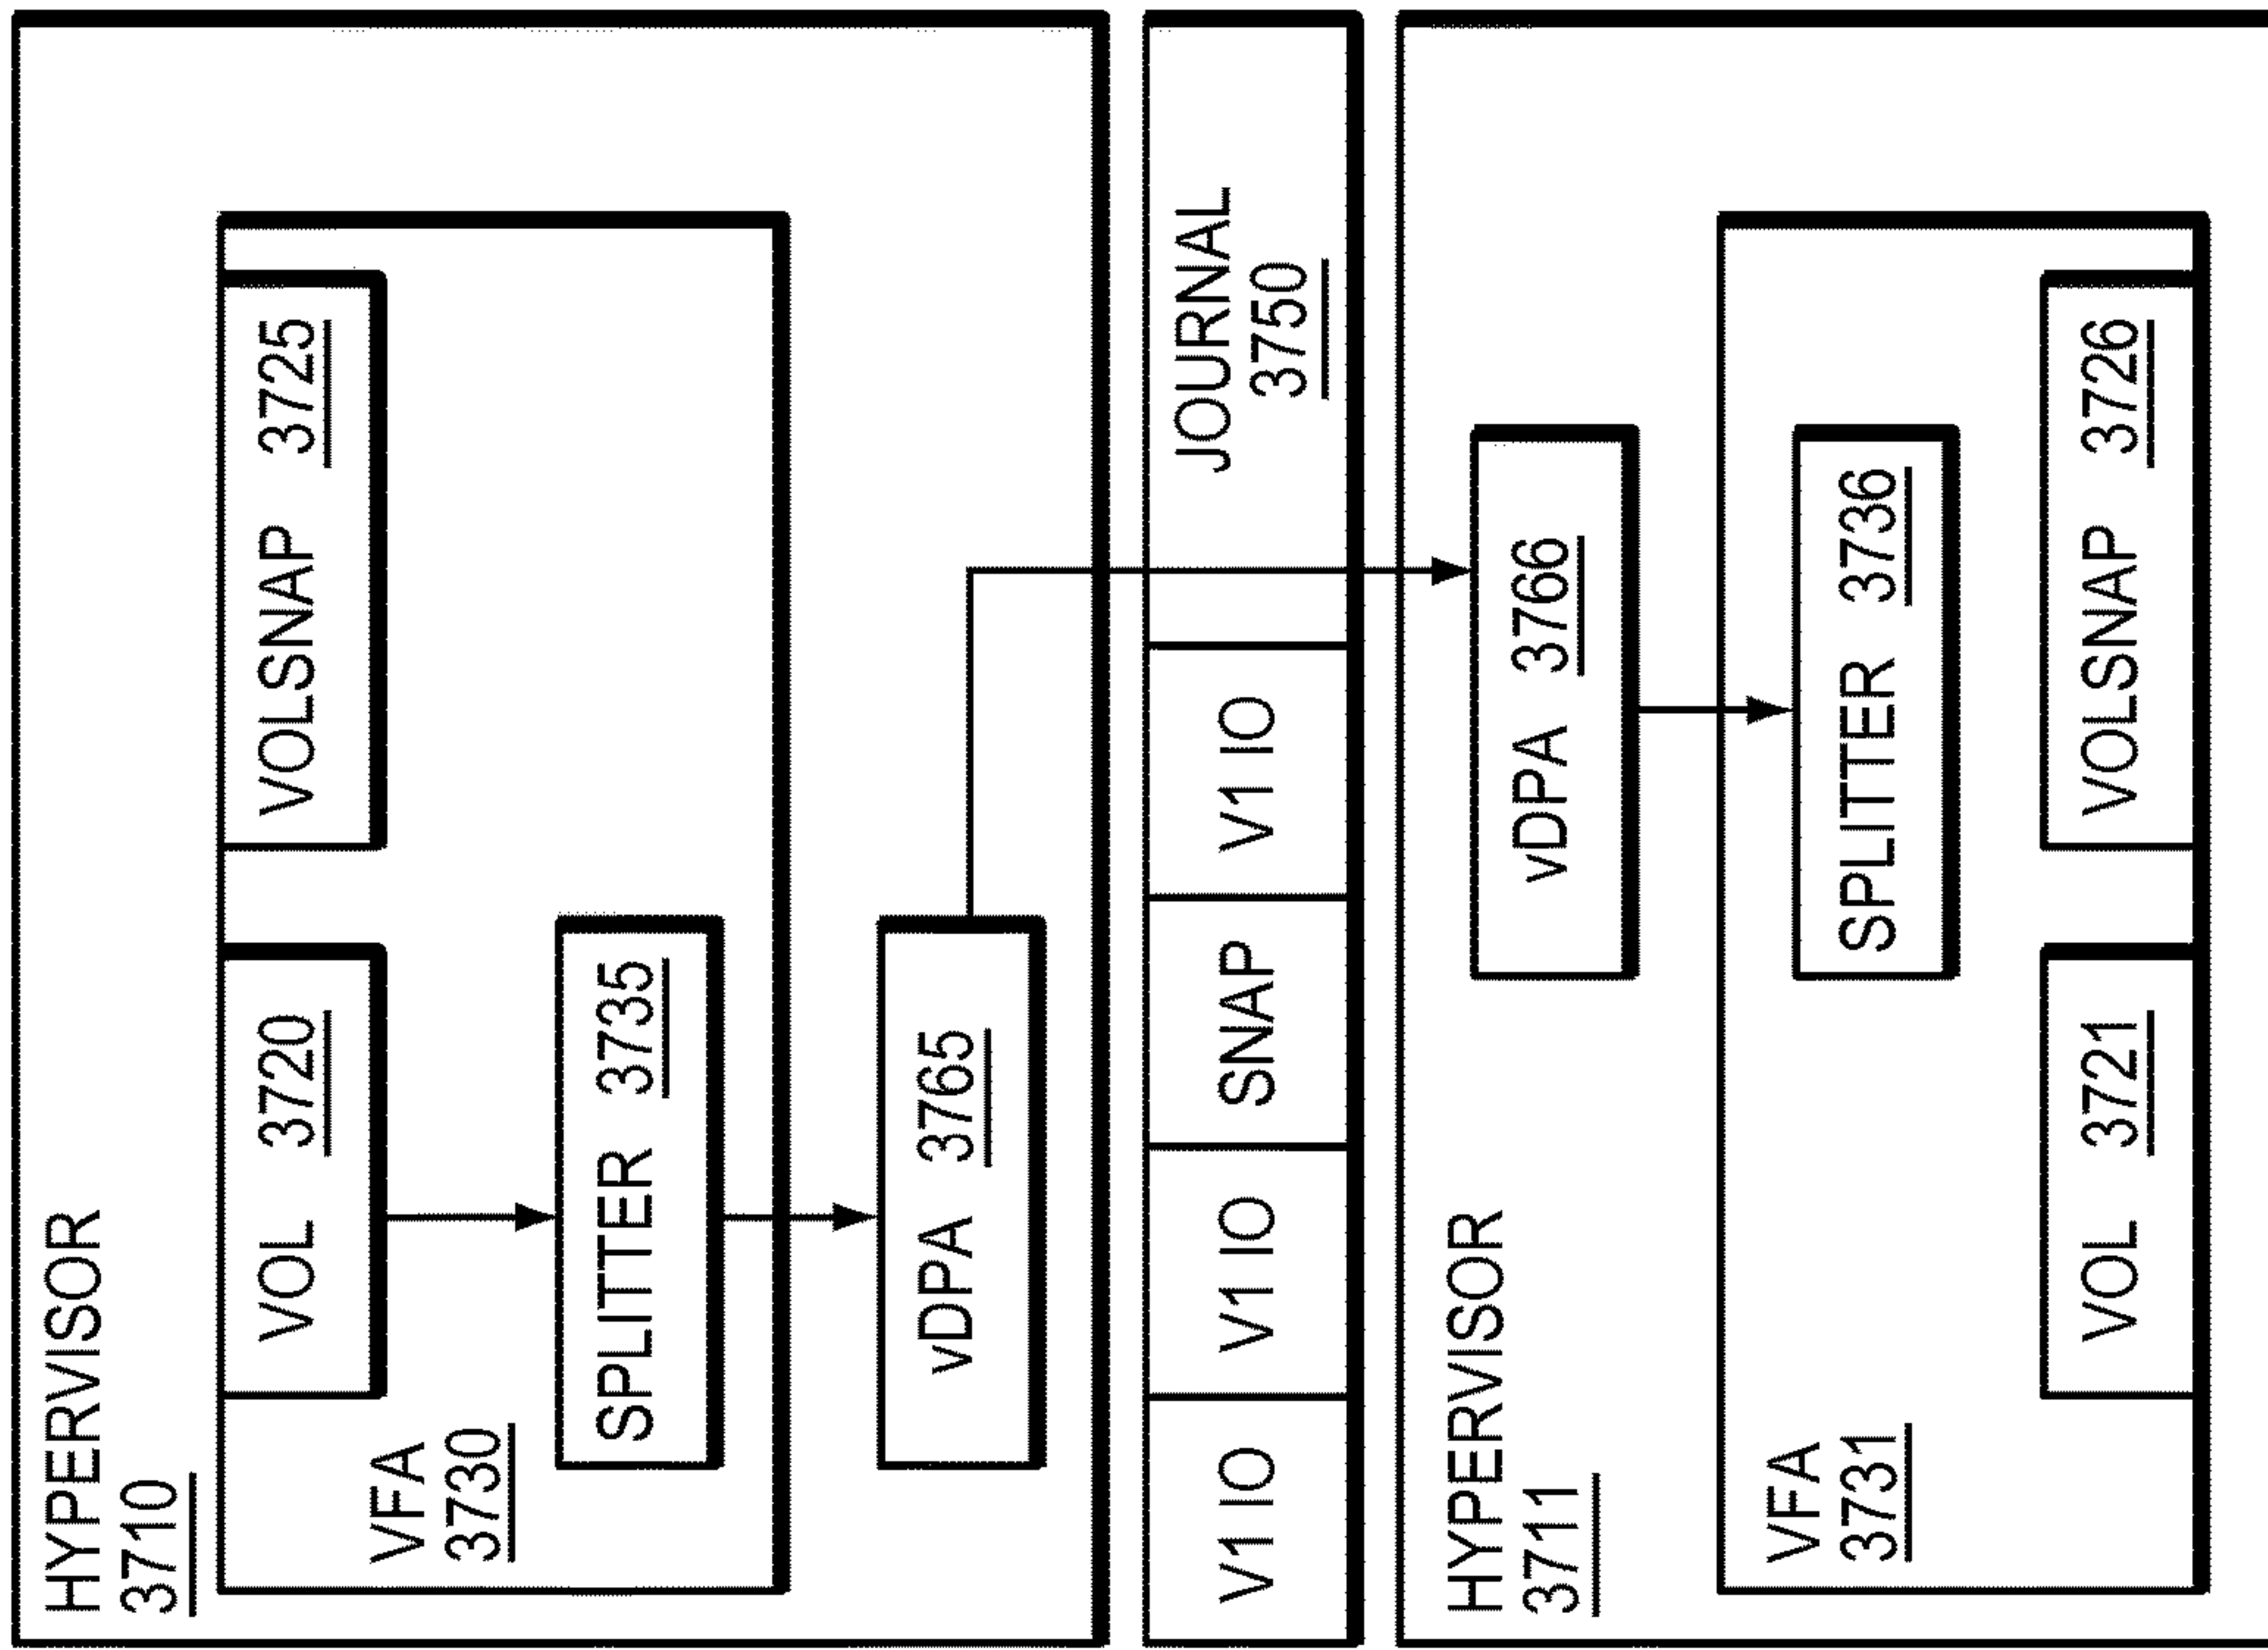 HYPERVISOR
3710
VOL 3720
VOLSNAP 3725
VFA
3730
SPLITTER 3735
vDPA 3765
V1 IO
V1 IO
SNAP
V1 IO
JOURNAL
3750
HYPERVISOR
3711
vDPA 3766
VFA
3731
SPLITTER 3736
VOL 3721
VOLSNAP 3726